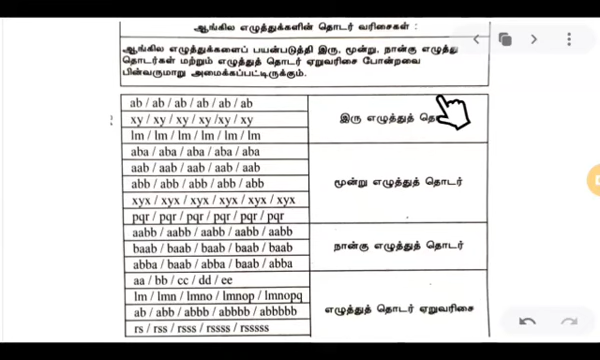 ஆங்கில எழுத்துக்களின் தொடர் வரிசைகள் :
ஆங்கில எழுத்துக்களைப் பயன்படுத்தி இரு, மூன்று, நான்கு எழுத்து
தொடர்கள் மற்றும் எழுத்துத் தொடர் ஏறுவரிசை போன்றவை
பின்வருமாறு அமைக்கப்பட்டிருக்கும்.
ab / ab / ab / ab / ab / ab
xy / xy / xy / xy /xy / xy
இரு எழுத்துத்
lm / lm / lm / lm / lm / lm
aba / aba / aba / aba / aba
aab / aab / aab / aab / aab
abb / abb / abb / abb / abb
மூன்று எழுத்துத் தொடர்
xyx / xyx / xyx / xyx / xyx / xyx
pqr / pqr / pqr / pqr / pqr / pqr
aabb / aabb / aabb / aabb / aabb
baab / baab / baab / baab / baab
நான்கு எழுத்துத் தொடர்
abba / baab / abba / baab / abba
aa / bb / cc / dd / ee
lm / lmn / lmno / lmnop / lmnopq
எழுத்துத் தொடர் ஏறுவரிசை
ab / abb / abbb / abbbb / abbbbb
rs / rss / rsss / rssss / rsssss